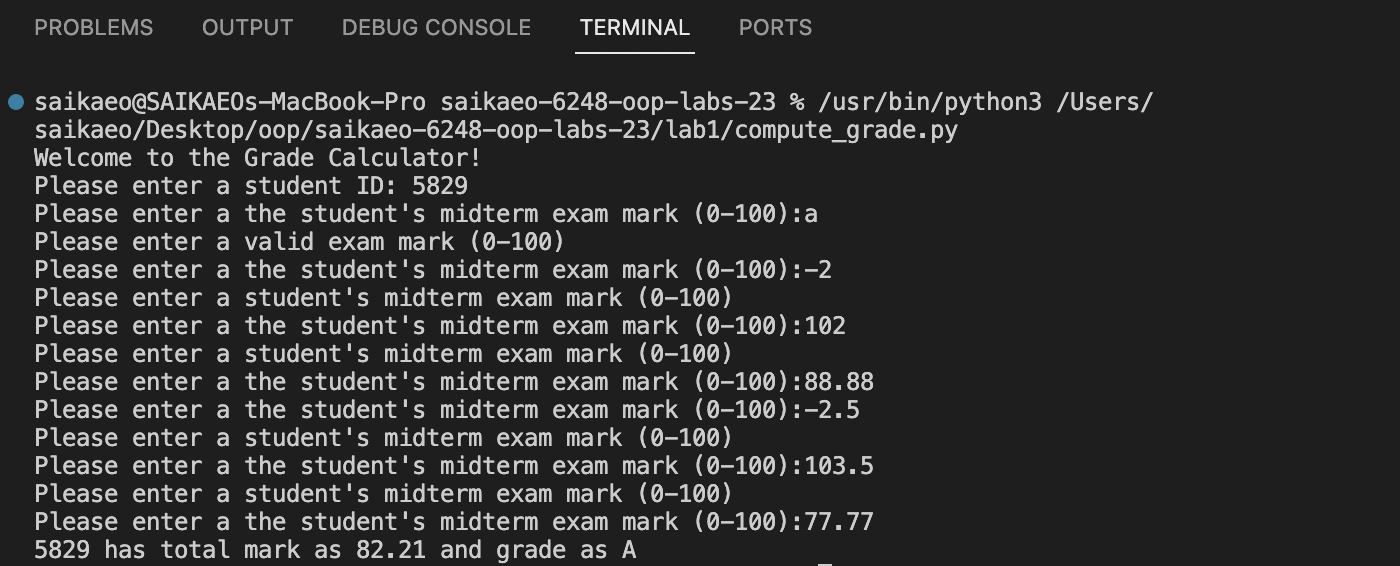 PROBLEMS OUTPUT DEBUG CONSOLE TERMINAL PORTS
saikaeo@SAIKAEOs-MacBook-Pro saikaeo-6248-oop-labs-23 % /usr/bin/python3 /Users/
saikaeo/Desktop/oop/saikaeo-6248-oop-labs-23/lab1/compute_grade.py
Welcome to the Grade Calculator!
Please enter a student ID: 5829
Please enter a the student's midterm exam mark (0-100):a
Please enter a valid exam mark (0-100)
Please enter a the student's midterm exam mark (0-100):-2
Please enter a student's midterm exam mark (0-100)
Please enter a the student's midterm exam mark (0-100):102
Please enter a student's midterm exam mark (0-100)
Please enter a the student's midterm exam mark (0-100):88.88
Please enter a the student's midterm exam mark (0-100):-2.5
Please enter a student's midterm exam mark (0-100)
Please enter a the student's midterm exam mark (0-100):103.5
Please enter a student's midterm exam mark (0-100)
Please enter a the student's midterm exam mark (0-100):77.77
5829 has total mark as 82.21 and grade as A